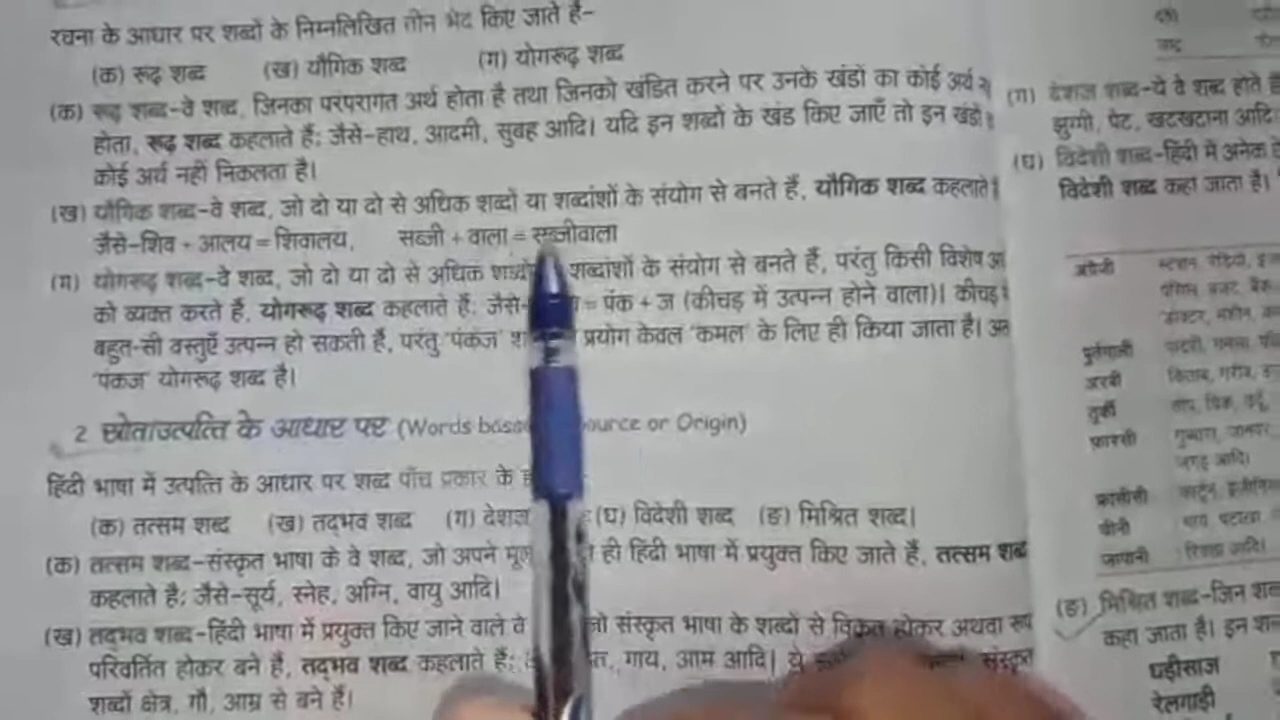 रचना के आधार पर शब्दों के निम्नलिखित तीन भेद किए जाते हैं–
(क) रूढ़ शब्द (ख) यौगिक शब्द (ग) योगरूढ़ शब्द
(क) रूढ़ शब्द–वे शब्द, जिनका परंपरागत अर्थ होता है तथा जिनको खंडित करने पर उनके खंडों का कोई अर्थ
होता, रूढ़ शब्द कहलाते हैं; जैसे–हाथ, आदमी, सुबह आदि। यदि इन शब्दों के खंड किए जाएँ तो इन खंडों
कोई अर्थ नहीं निकलता है।
(ख) यौगिक शब्द–वे शब्द, जो दो या दो से अधिक शब्दों या शब्दांशों के संयोग से बनते हैं, यौगिक शब्द कहलाते
जैसे–शिव + आलय = शिवालय, सब्जी + वाला = सब्जीवाला
(ग) योगरूढ़ शब्द–वे शब्द, जो दो या दो से अधिक शब्दों शब्दांशों के संयोग से बनते हैं, परंतु किसी विशेष
को व्यक्त करते हैं, योगरूढ़ शब्द कहलाते हैं; जैसे– = पंक + ज (कीचड़ में उत्पन्न होने वाला)। कीचड़
बहुत-सी वस्तुएँ उत्पन्न हो सकती हैं, परंतु 'पंकज' प्रयोग केवल 'कमल' के लिए ही किया जाता है।
'पंकज' योगरूढ़ शब्द है।
2 स्रोत/उत्पत्ति के आधार पर (Words based ource or Origin)
हिंदी भाषा में उत्पत्ति के आधार पर शब्द पाँच प्रकार के
(क) तत्सम शब्द (ख) तद्भव शब्द (ग) देशज (घ) विदेशी शब्द (ङ) मिश्रित शब्द।
(क) तत्सम शब्द–संस्कृत भाषा के वे शब्द, जो अपने मूल ही हिंदी भाषा में प्रयुक्त किए जाते हैं, तत्सम शब्द
कहलाते है; जैसे–सूर्य, स्नेह, अग्नि, वायु आदि।
(ख) तद्भव शब्द–हिंदी भाषा में प्रयुक्त किए जाने वाले वे जो संस्कृत भाषा के शब्दों से विकृत होकर अथवा रूप
परिवर्तित होकर बने है, तद्भव शब्द कहलाते हैं; गाय, आम आदि। ये संस्कृत
शब्दों क्षेत्र, गौ, आम्र से बने हैं।
(ग) देशज शब्द–ये वे शब्द होते
झुग्गी, पेट, खटखटाना आदि।
(घ) विदेशी शब्द–हिंदी में अनेक
विदेशी शब्द कहा जाता है।
अंग्रेजी स्टेशन, रेडियो,
डॉक्टर, मशीन,
पुर्तगाली
अरबी किताब, गरीब,
तुर्की
फ़ारसी
आदि।
फ्रांसीसी
चीनी
जापानी रिक्शा आदि।
(ङ) मिश्रित शब्द–जिन
कहा जाता है। इन
घड़ीसाज
रेलगाड़ी